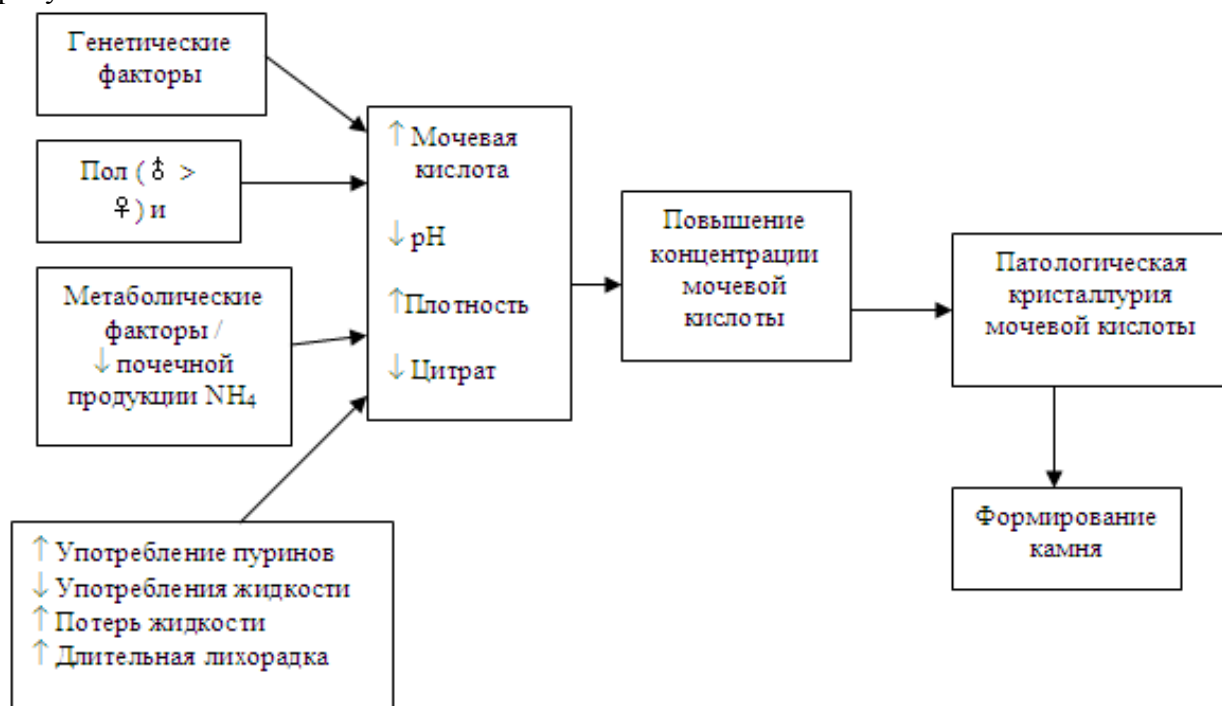 Генетические
факторы
Пол ( ♂ >
♀ ) и
Метаболические
факторы /
↓ почечной
продукции NH4
↑ Употребление пуринов
↓ Употребления жидкости
↑ Потерь жидкости
↑ Длительная лихорадка
↑ Мочевая
кислота
↓ pH
↑Плотность
↓ Цитрат
Повышение
концентрации
мочевой
кислоты
Патологическая
кристаллурия
мочевой кислоты
Формирование
камня